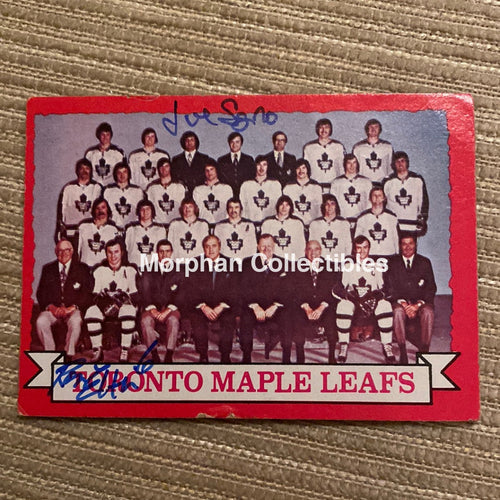 Joe Sgro
Morphan Collectibles
TORONTO MAPLE LEAFS